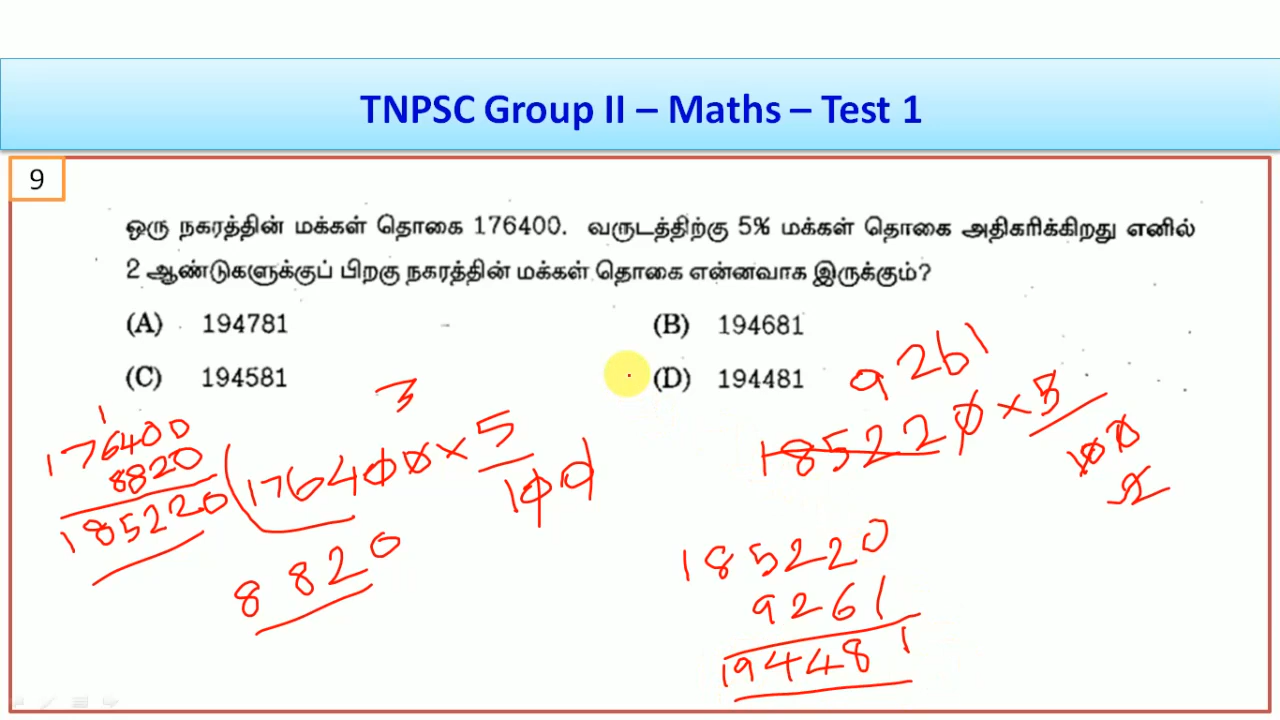 TNPSC Group II – Maths – Test 1
9
ஒரு நகரத்தின் மக்கள் தொகை 176400. வருடத்திற்கு 5% மக்கள் தொகை அதிகரிக்கிறது எனில்
2 ஆண்டுகளுக்குப் பிறகு நகரத்தின் மக்கள் தொகை என்னவாக இருக்கும்?
(A) 194781
(B) 194681
(C) 194581
(D) 194481
1
176400
8820
185220
176400 × 5
100
8820
9261
185220 × 5
100
2
185220
9261
194481